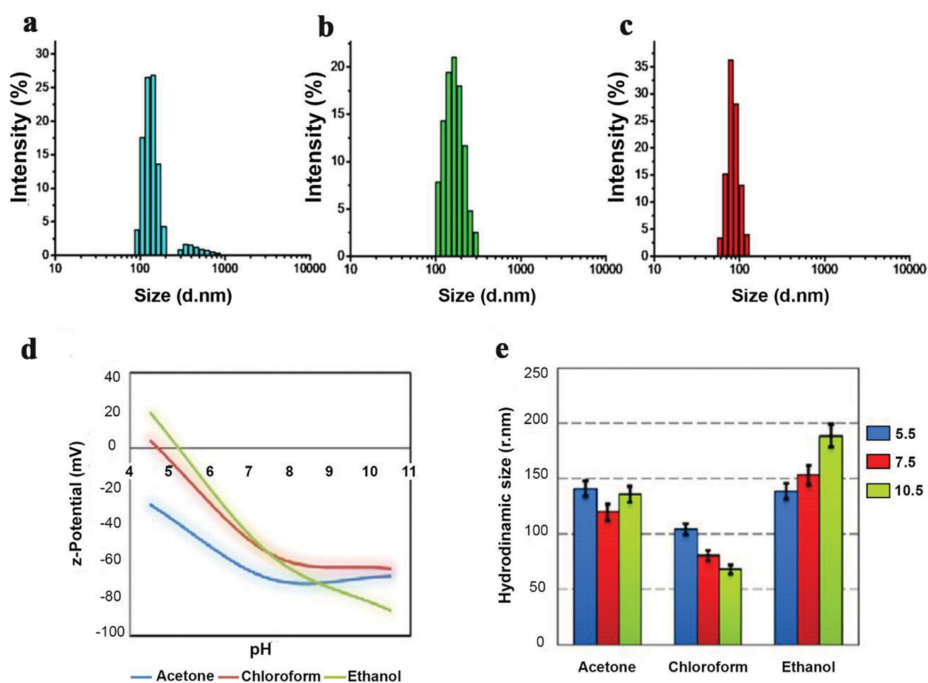 a
b
c
Intensity (%)
30
25
20
15
10
5
0
10
100
1000
10000
Size (d.nm)
Intensity (%)
20
15
10
5
0
10
100
1000
10000
Size (d.nm)
Intensity (%)
35
30
25
20
15
10
5
0
10
100
1000
10000
Size (d.nm)
d
z-Potential (mV)
40
20
0
-20
-40
-60
-80
-100
4
5
6
7
8
9
10
11
pH
Acetone
Chloroform
Ethanol
e
Hydrodinamic size (r.nm)
250
200
150
100
50
0
Acetone
Chloroform
Ethanol
5.5
7.5
10.5